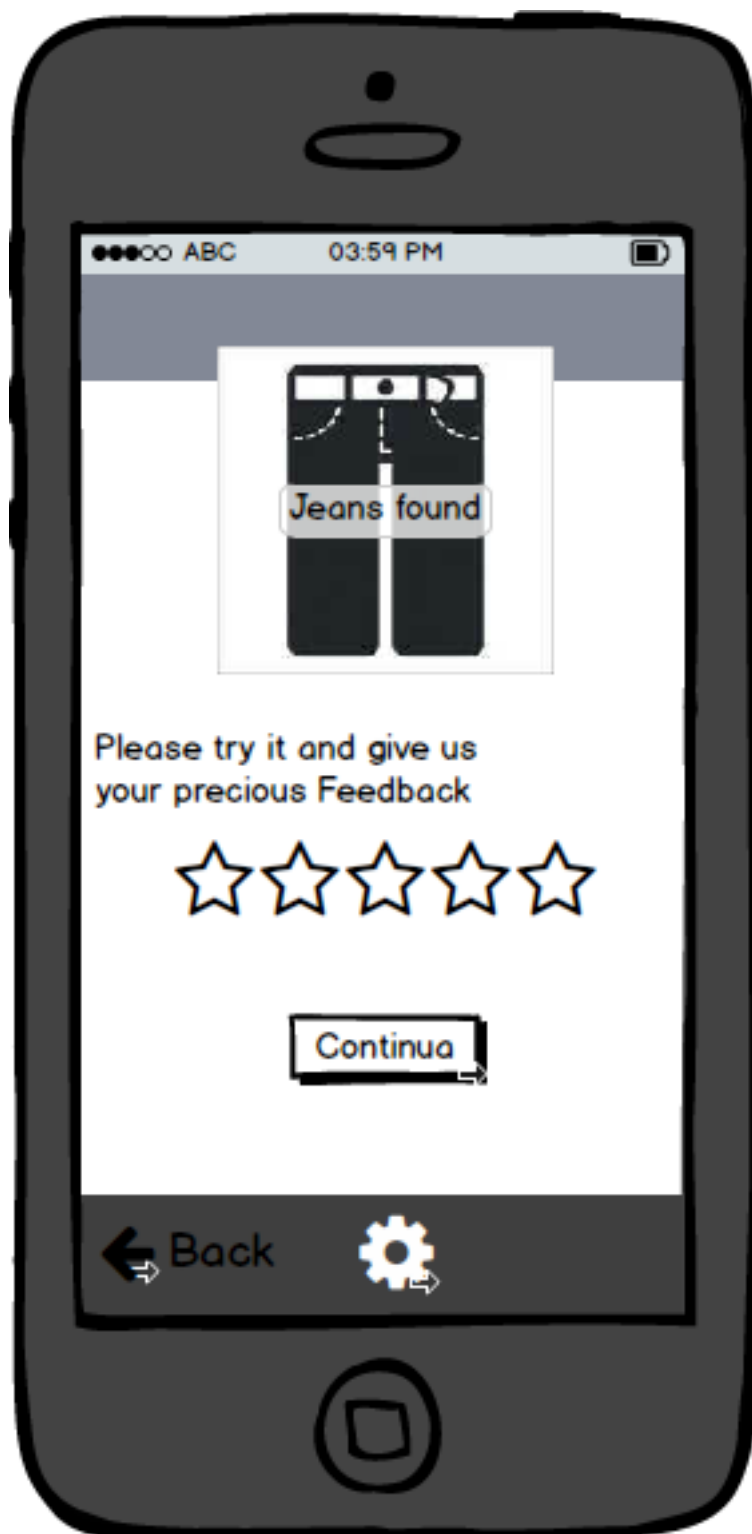 ABC 03:59 PM
Jeans found
Please try it and give us
your precious Feedback
Continua
Back